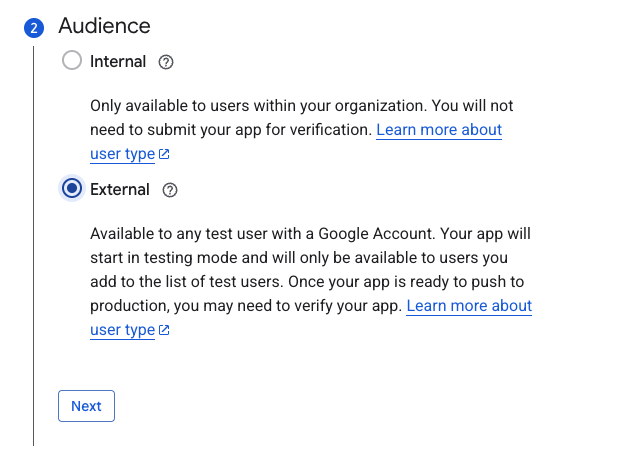 2 Audience
Internal
Only available to users within your organization. You will not
need to submit your app for verification. Learn more about
user type
External
Available to any test user with a Google Account. Your app will
start in testing mode and will only be available to users you
add to the list of test users. Once your app is ready to push to
production, you may need to verify your app. Learn more about
user type
Next